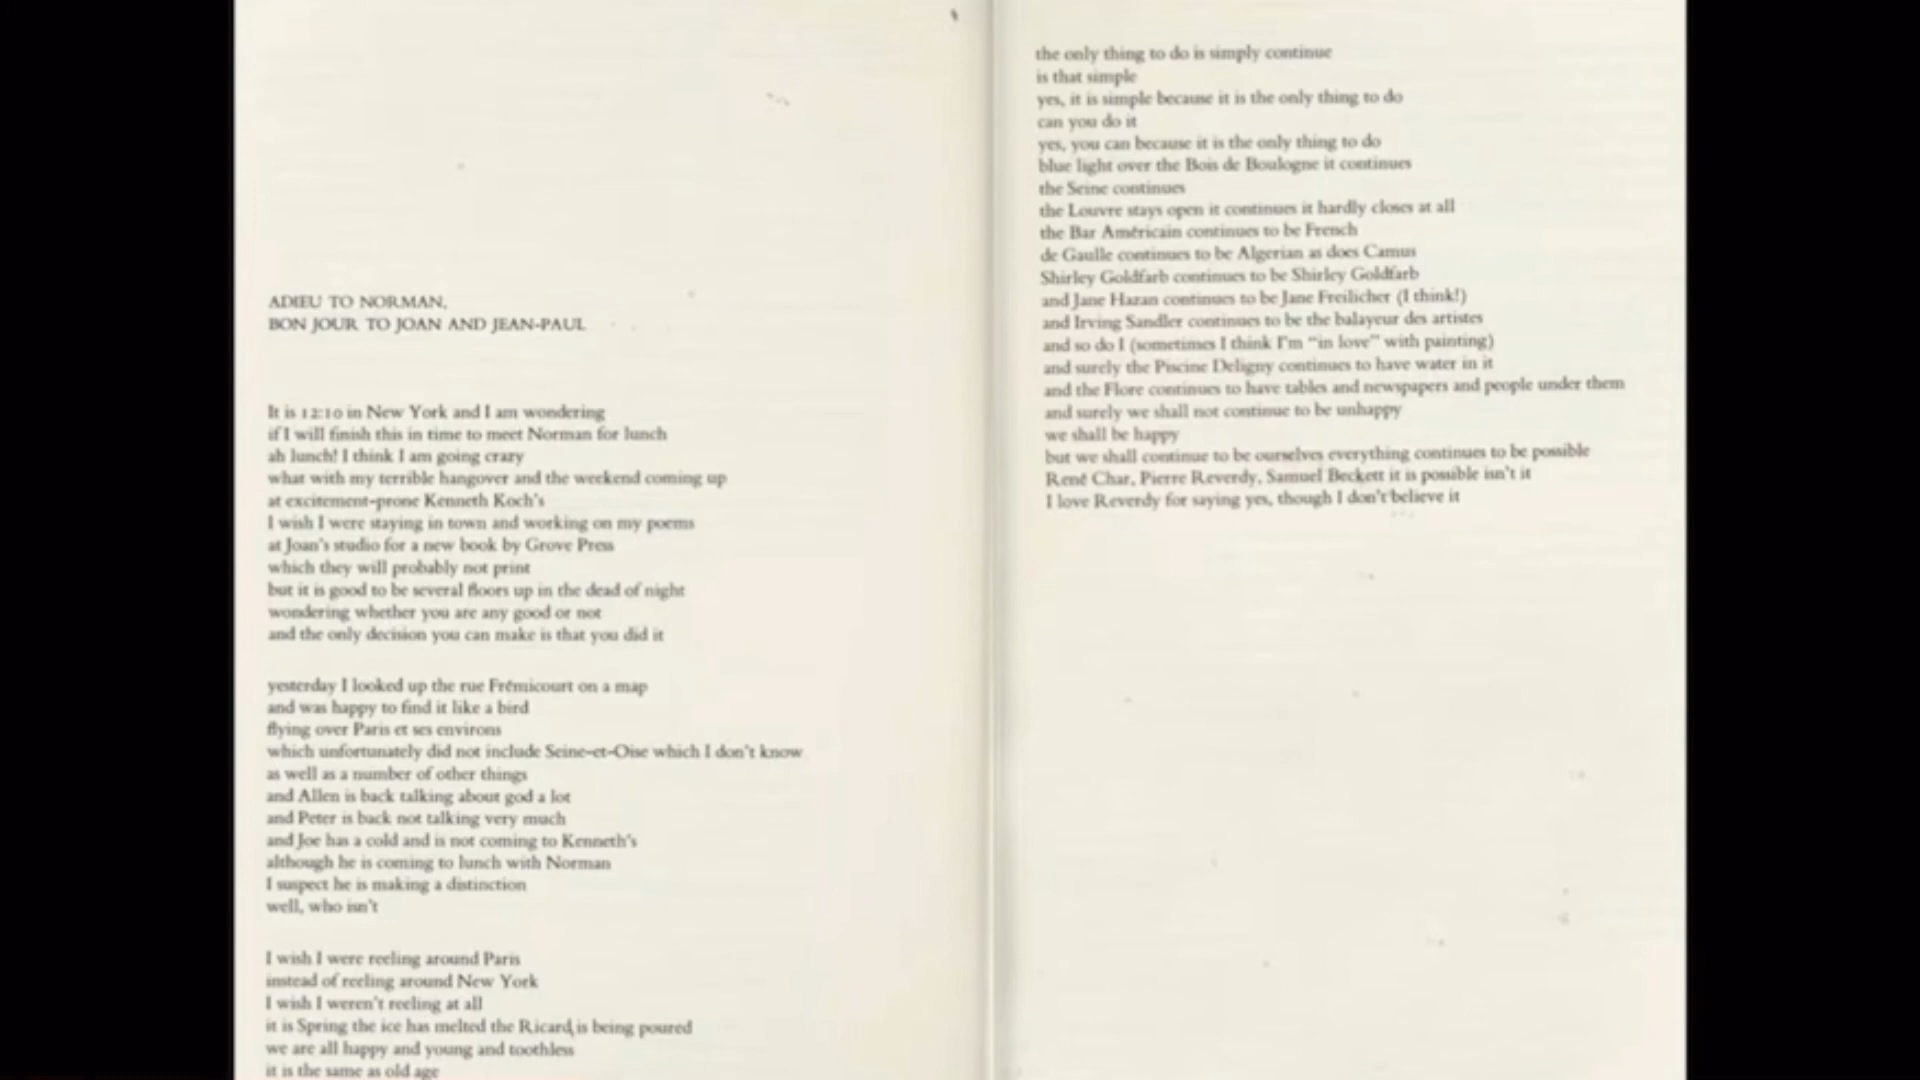 ADIEU TO NORMAN,
BON JOUR TO JOAN AND JEAN-PAUL
It is 12:10 in New York and I am wondering
if I will finish this in time to meet Norman for lunch
ah lunch! I think I am going crazy
what with my terrible hangover and the weekend coming up
at excitement-prone Kenneth Koch's
I wish I were staying in town and working on my poems
at Joan's studio for a new book by Grove Press
which they will probably not print
but it is good to be several floors up in the dead of night
wondering whether you are any good or not
and the only decision you can make is that you did it
yesterday I looked up the rue Frémicourt on a map
and was happy to find it like a bird
flying over Paris et ses environs
which unfortunately did not include Seine-et-Oise which I don't know
as well as a number of other things
and Allen is back talking about god a lot
and Peter is back not talking very much
and Joe has a cold and is not coming to Kenneth's
although he is coming to lunch with Norman
I suspect he is making a distinction
well, who isn't
I wish I were reeling around Paris
instead of reeling around New York
I wish I weren't reeling at all
it is Spring the ice has melted the Ricard is being poured
we are all happy and young and toothless
it is the same as old age
the only thing to do is simply continue
is that simple
yes, it is simple because it is the only thing to do
can you do it
yes, you can because it is the only thing to do
blue light over the Bois de Boulogne it continues
the Seine continues
the Louvre stays open it continues it hardly closes at all
the Bar Américain continues to be French
de Gaulle continues to be Algerian as does Camus
Shirley Goldfarb continues to be Shirley Goldfarb
and Jane Hazan continues to be Jane Freilicher (I think!)
and Irving Sandler continues to be the balayeur des artistes
and so do I (sometimes I think I'm "in love" with painting)
and surely the Piscine Deligny continues to have water in it
and the Flore continues to have tables and newspapers and people under them
and surely we shall not continue to be unhappy
we shall be happy
but we shall continue to be ourselves everything continues to be possible
René Char, Pierre Reverdy, Samuel Beckett it is possible isn't it
I love Reverdy for saying yes, though I don't believe it